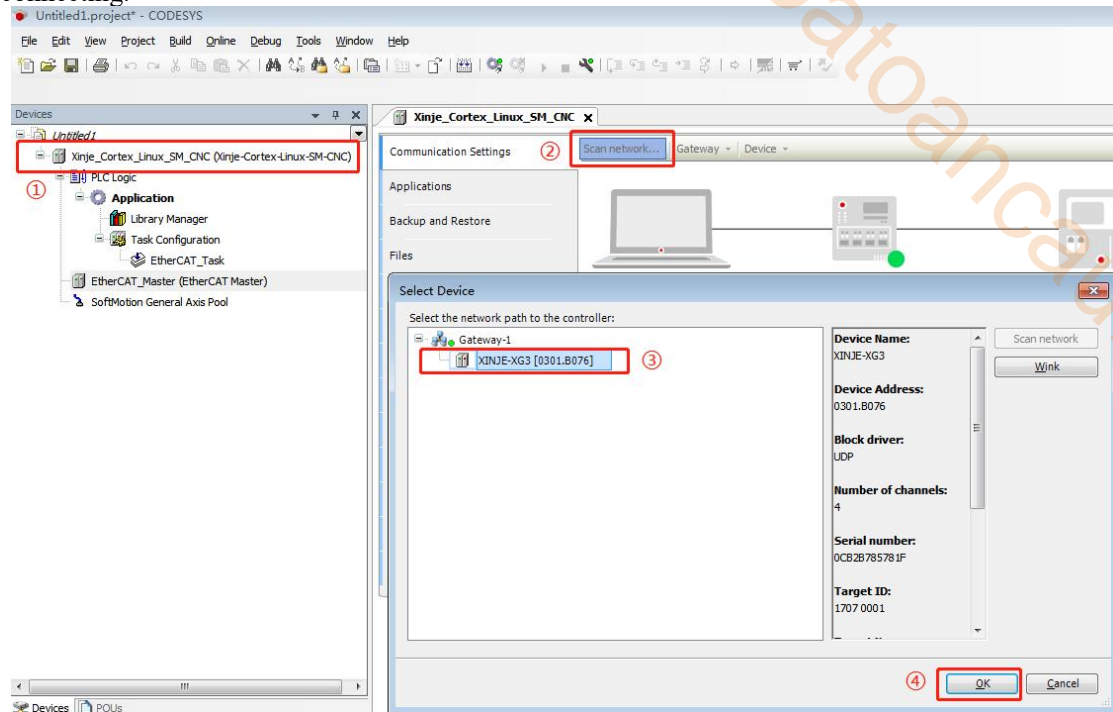 connecting.
Untitled1.project* - CODESYS
File Edit View Project Build Online Debug Tools Window Help
Devices
Xinje_Cortex_Linux_SM_CNC x
Untitled1
Xinje_Cortex_Linux_SM_CNC (Xinje-Cortex-Linux-SM-CNC)
①
PLC Logic
Application
Library Manager
Task Configuration
EtherCAT_Task
EtherCAT_Master (EtherCAT Master)
SoftMotion General Axis Pool
Communication Settings
②
Scan network... Gateway Device
Applications
Backup and Restore
Files
Select Device
Select the network path to the controller:
Gateway-1
XINJE-XG3 [0301.B076]
③
Device Name:
XINJE-XG3
Device Address:
0301.B076
Block driver:
UDP
Number of channels:
4
Serial number:
0CB2B785781F
Target ID:
1707 0001
Scan network
Wink
④
OK Cancel
Devices POUs